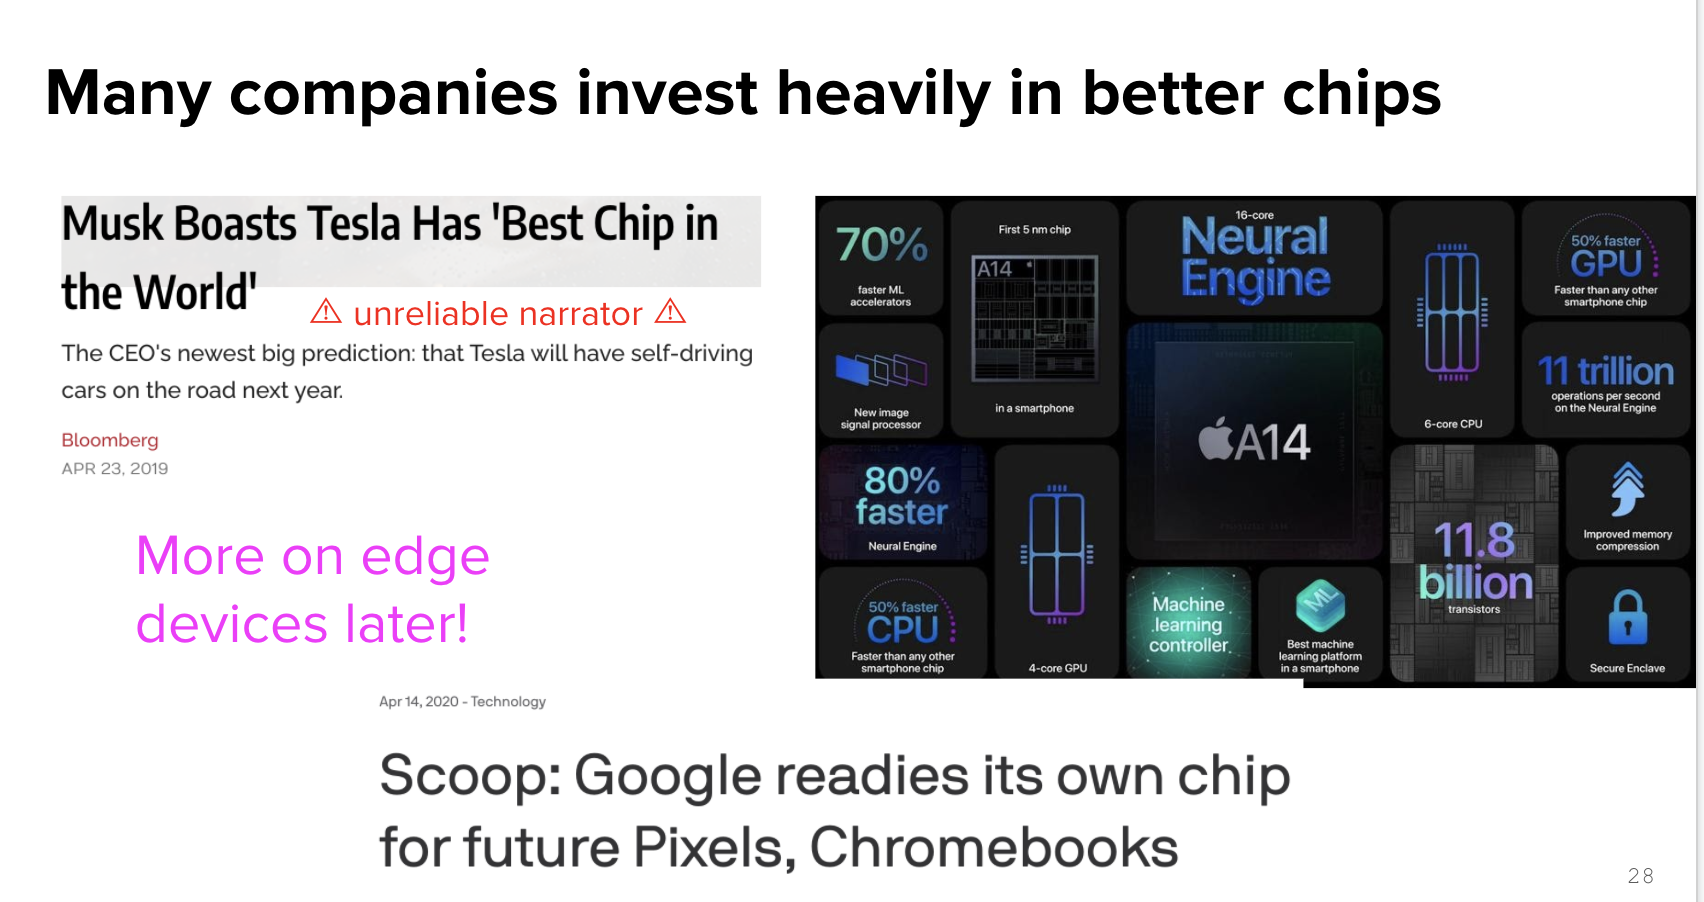 Many companies invest heavily in better chips
Musk Boasts Tesla Has 'Best Chip in
the World'
⚠ unreliable narrator ⚠
The CEO's newest big prediction: that Tesla will have self-driving
cars on the road next year.
Bloomberg
APR 23, 2019
More on edge
devices later!
70%
faster ML
accelerators
First 5 nm chip
A14
in a smartphone
16-core
Neural
Engine
6-core CPU
50% faster
GPU
Faster than any other
smartphone chip
New image
signal processor
A14
11 trillion
operations per second
on the Neural Engine
80%
faster
Neural Engine
4-core GPU
11.8
billion
transistors
Improved memory
compression
50% faster
CPU
Faster than any other
smartphone chip
Machine
learning
controller
ML
Best machine
learning platform
in a smartphone
Secure Enclave
Apr 14, 2020 - Technology
Scoop: Google readies its own chip
for future Pixels, Chromebooks
28